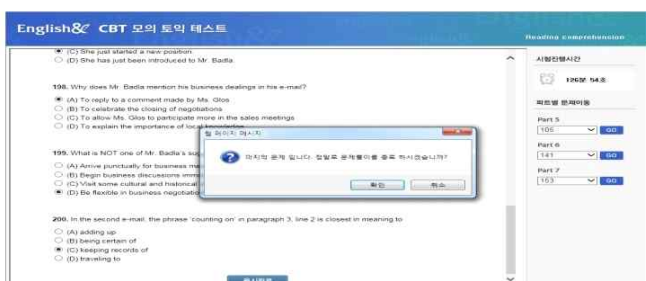 English& CBT 모의 토익 테스트
Reading comprehension
(C) She just started a new position.
(D) She has just been introduced to Mr. Badla.
198. Why does Mr. Badla mention his business dealings in his e-mail?
(A) To reply to a comment made by Ms. Glos
(B) To celebrate the closing of negotiations
(C) To allow Ms. Glos to participate more in the sales meetings
(D) To explain the importance of local
199. What is NOT one of Mr. Badla's
(A) Arrive punctually for business
(B) Begin business discussions
(C) Visit some cultural and historical
(D) Be flexible in business
200. In the second e-mail, the phrase 'counting on' in paragraph 3, line 2 is closest in meaning to
(A) adding up
(B) being certain of
(C) keeping records of
(D) traveling to
웹 페이지 메시지
마지막 문제 입니다. 정말로 문제풀이를 종료 하시겠습니까?
확인
취소
시험진행시간
126분 54초
파트별 문제이동
Part 5
105 GO
Part 6
141 GO
Part 7
153 GO